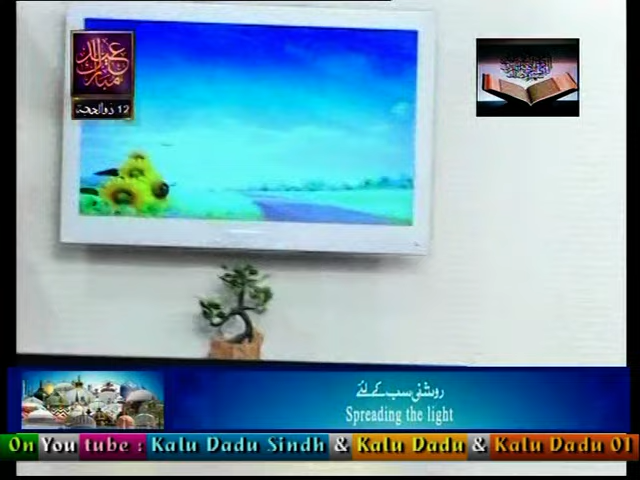 عید مبارک
12 ذوالحجۃ
روشنی سب کے لئے
Spreading the light
On You tube : Kalu Dadu Sindh & Kalu Dadu & Kalu Dadu 01